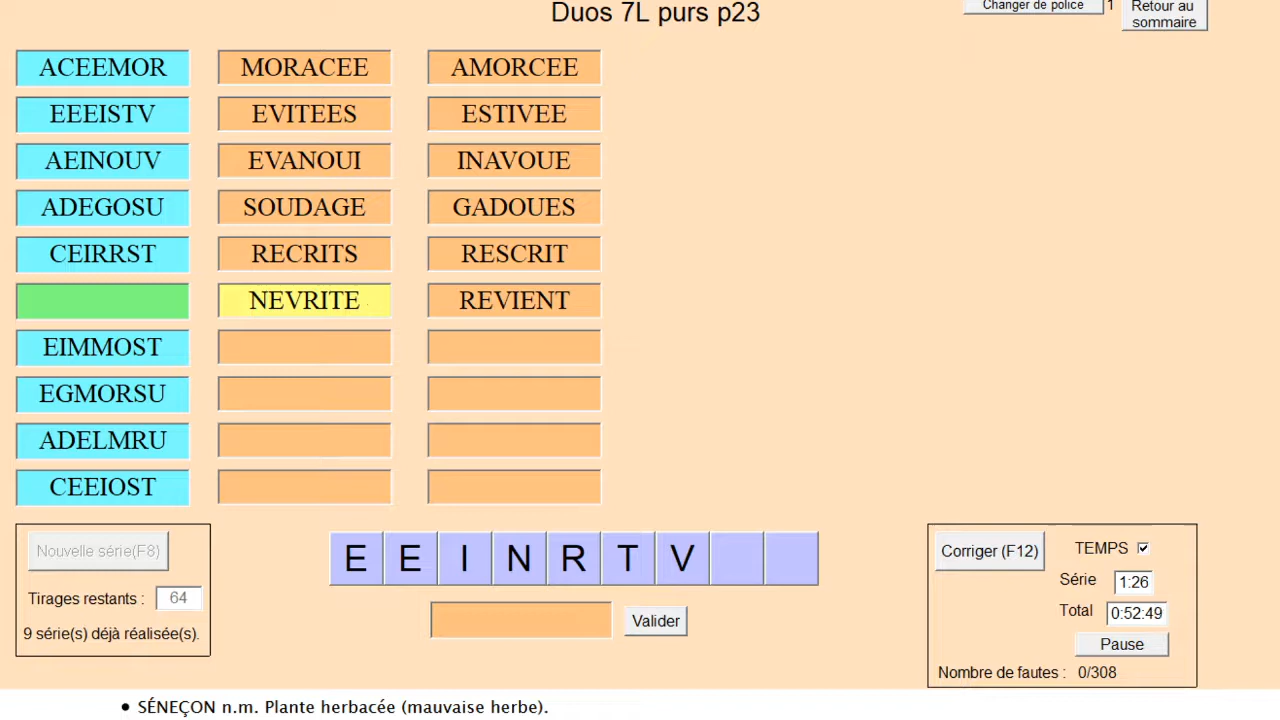 Duos 7L purs p23
Changer de police 1 Retour au sommaire
ACEEMOR MORACEE AMORCEE
EEEISTV EVITEES ESTIVEE
AEINOUV EVANOUI INAVOUE
ADEGOSU SOUDAGE GADOUES
CEIRRST RECRITS RESCRIT
NEVRITE REVIENT
EIMMOST
EGMORSU
ADELMRU
CEEIOST
Nouvelle série(F8)
Tirages restants : 64
9 série(s) déjà réalisée(s).
E E I N R T V
Valider
Corriger (F12) TEMPS
Série 1:26
Total 0:52:49
Pause
Nombre de fautes : 0/308
• SÉNEÇON n.m. Plante herbacée (mauvaise herbe).